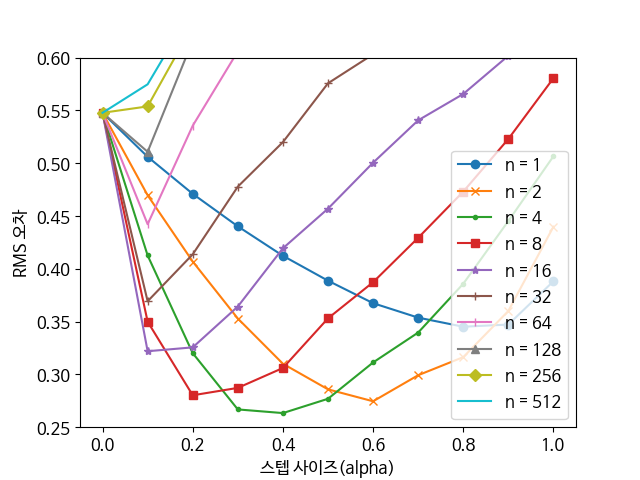 0.60
0.55
0.50
0.45
0.40
0.35
0.30
0.25
RMS 오차
0.0 0.2 0.4 0.6 0.8 1.0
스텝 사이즈(alpha)
n = 1
n = 2
n = 4
n = 8
n = 16
n = 32
n = 64
n = 128
n = 256
n = 512